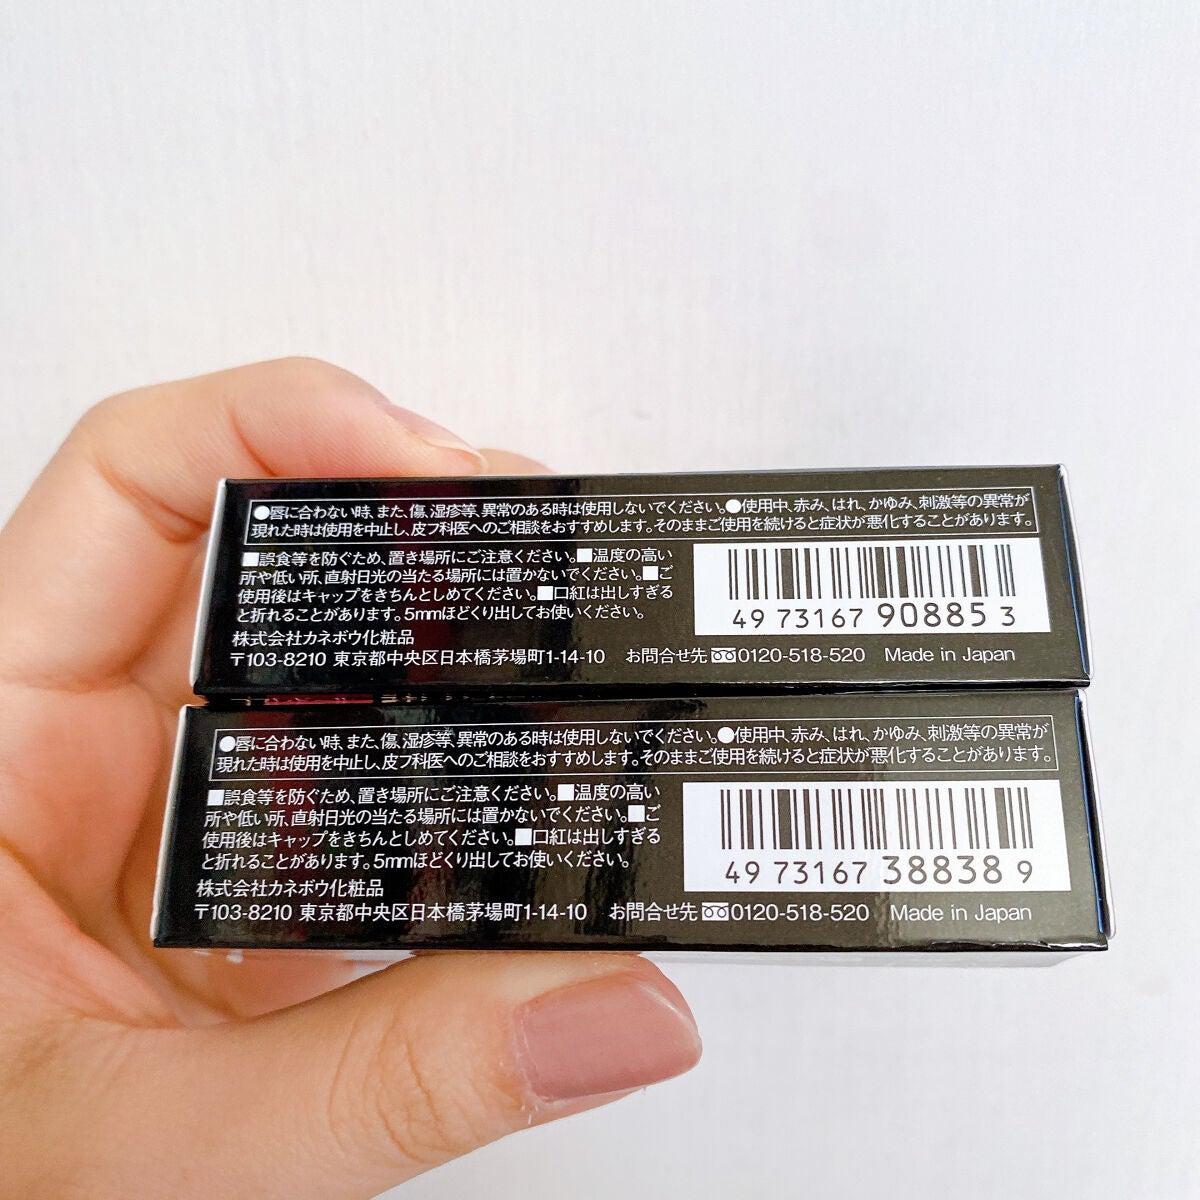 ●唇に合わない時、また、傷、湿疹等、異常のある時は使用しないでください。●使用中、赤み、はれ、かゆみ、刺激等の異常が
現れた時は使用を中止し、皮フ科医へのご相談をおすすめします。そのままご使用を続けると症状が悪化することがあります。
■誤食等を防ぐため、置き場所にご注意ください。■温度の高い
所や低い所、直射日光の当たる場所には置かないでください。■ご
使用後はキャップをきちんとしめてください。■口紅は出しすぎる
と折れることがあります。5mmほどくり出してお使いください。
株式会社カネボウ化粧品
〒103-8210 東京都中央区日本橋茅場町1-14-10 お問合せ先 0120-518-520 Made in Japan
49 73167 90885 3
●唇に合わない時、また、傷、湿疹等、異常のある時は使用しないでください。●使用中、赤み、はれ、かゆみ、刺激等の異常が
現れた時は使用を中止し、皮フ科医へのご相談をおすすめします。そのままご使用を続けると症状が悪化することがあります。
■誤食等を防ぐため、置き場所にご注意ください。■温度の高い
所や低い所、直射日光の当たる場所には置かないでください。■ご
使用後はキャップをきちんとしめてください。■口紅は出しすぎる
と折れることがあります。5mmほどくり出してお使いください。
株式会社カネボウ化粧品
〒103-8210 東京都中央区日本橋茅場町1-14-10 お問合せ先 0120-518-520 Made in Japan
49 73167 38838 9